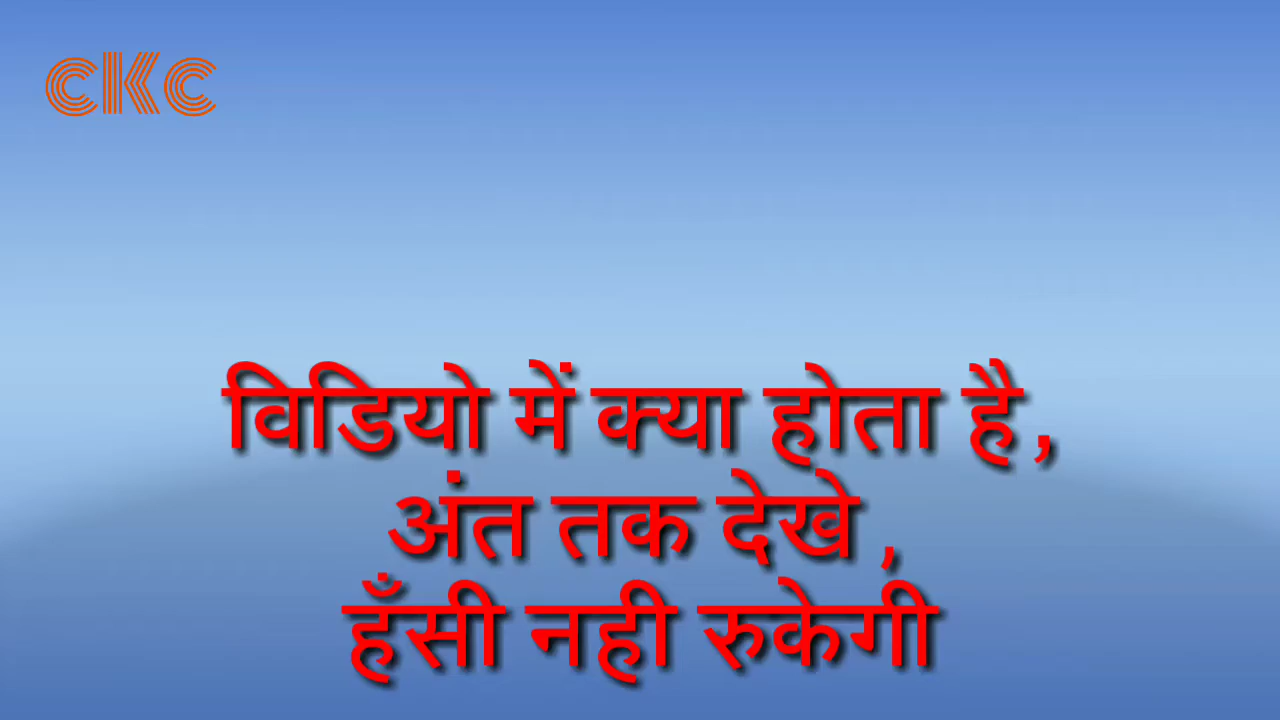 CKC
विडियो में क्या होता है,
अंत तक देखे ,
हँसी नही रुकेगी